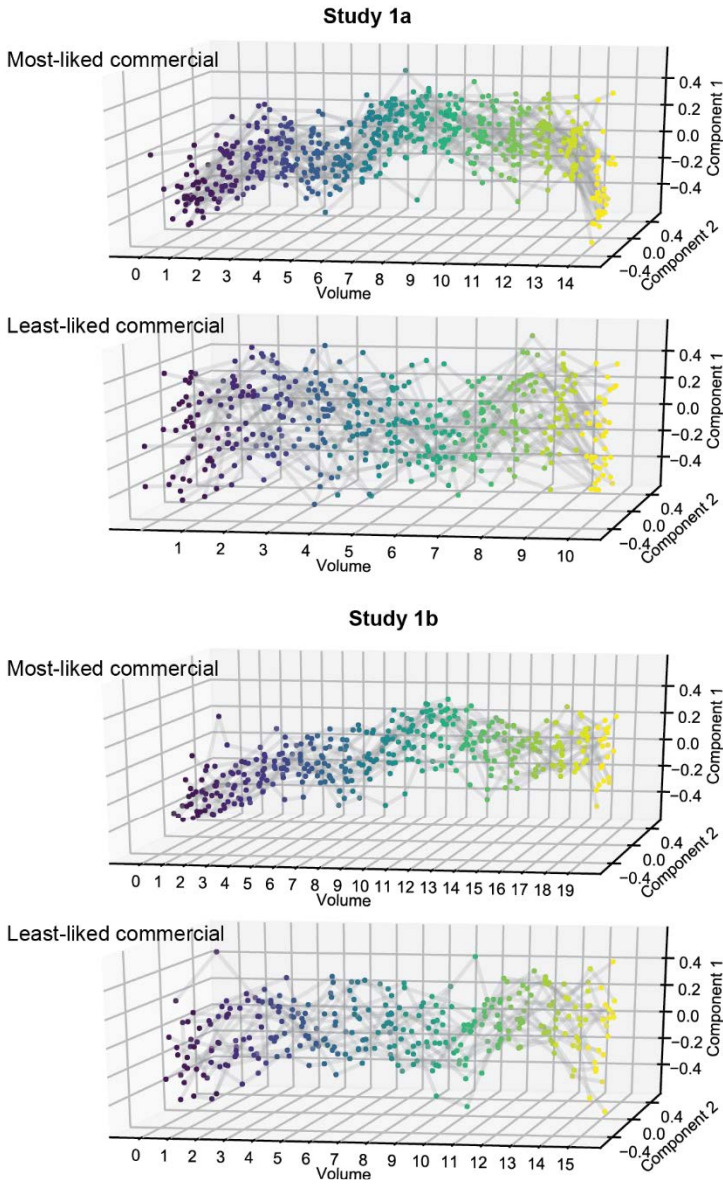 Study 1a
Most-liked commercial
0.4
0.2
0.0
−0.2
−0.4
Component 1
0.4
0.0
−0.4
Component 2
0 1 2 3 4 5 6 7 8 9 10 11 12 13 14
Volume
Least-liked commercial
0.4
0.2
0.0
−0.2
−0.4
Component 1
0.4
0.0
−0.4
Component 2
1 2 3 4 5 6 7 8 9 10
Volume
Study 1b
Most-liked commercial
0.4
0.2
0.0
−0.2
−0.4
Component 1
0.4
0.0
−0.4
Component 2
0 1 2 3 4 5 6 7 8 9 10 11 12 13 14 15 16 17 18 19
Volume
Least-liked commercial
0.4
0.2
0.0
−0.2
−0.4
Component 1
0.4
0.0
−0.4
Component 2
0 1 2 3 4 5 6 7 8 9 10 11 12 13 14 15
Volume